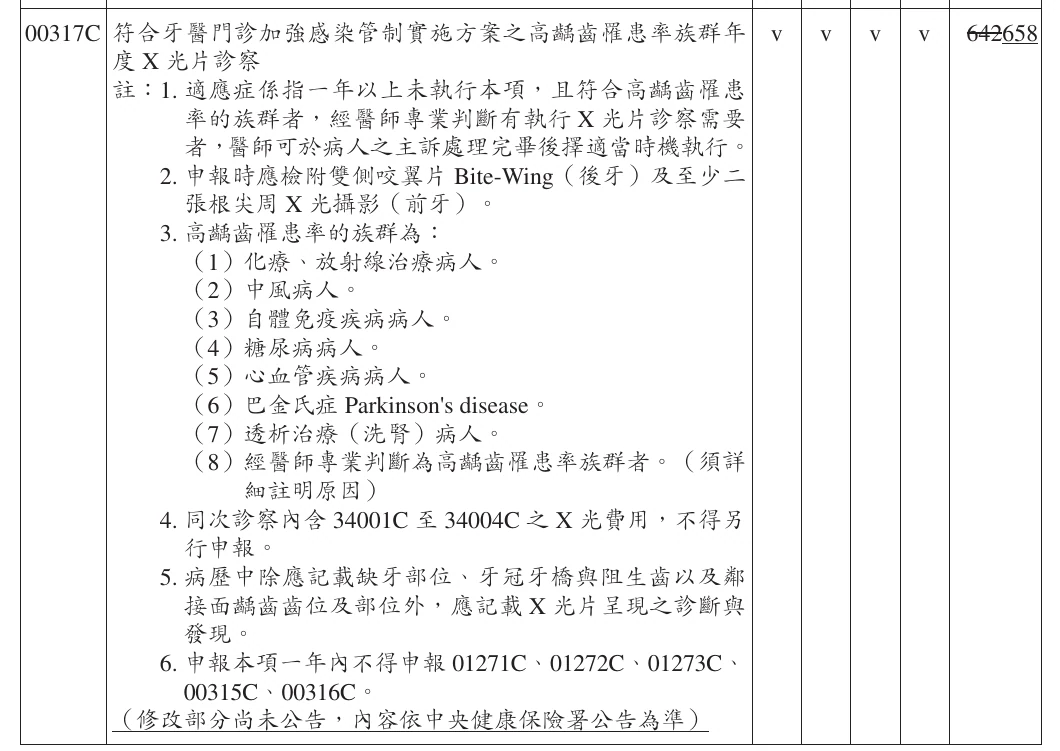 00317C 符合牙醫門診加強感染管制實施方案之高齲齒罹患率族群年 v v v v 642658
度 X 光片診察
註：1. 適應症係指一年以上未執行本項，且符合高齲齒罹患
率的族群者，經醫師專業判斷有執行 X 光片診察需要
者，醫師可於病人之主訴處理完畢後擇適當時機執行。
2. 申報時應檢附雙側咬翼片 Bite-Wing（後牙）及至少二
張根尖周 X 光攝影（前牙）。
3. 高齲齒罹患率的族群為：
（1）化療、放射線治療病人。
（2）中風病人。
（3）自體免疫疾病病人。
（4）糖尿病病人。
（5）心血管疾病病人。
（6）巴金氏症 Parkinson's disease。
（7）透析治療（洗腎）病人。
（8）經醫師專業判斷為高齲齒罹患率族群者。（須詳
細註明原因）
4. 同次診察內含 34001C 至 34004C 之 X 光費用，不得另
行申報。
5. 病歷中除應記載缺牙部位、牙冠牙橋與阻生齒以及鄰
接面齲齒齒位及部位外，應記載 X 光片呈現之診斷與
發現。
6. 申報本項一年內不得申報 01271C、01272C、01273C、
00315C、00316C。
（修改部分尚未公告，內容依中央健康保險署公告為準）